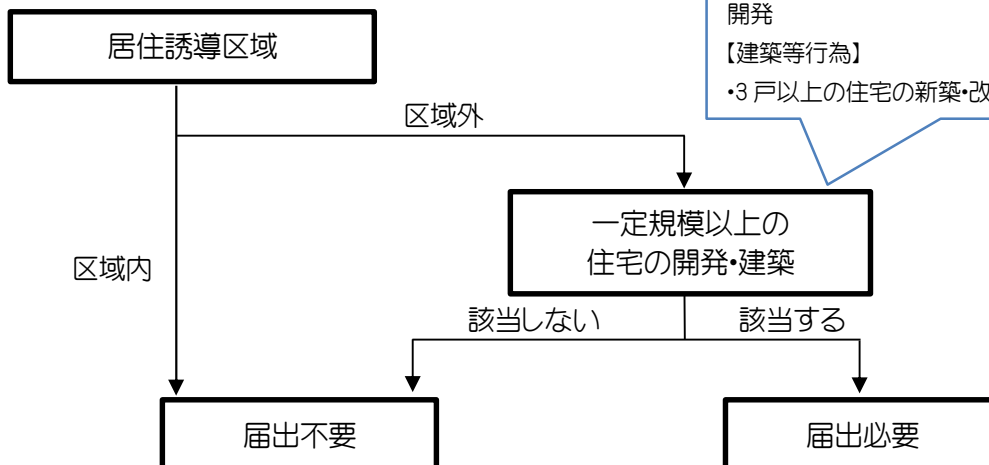 開発
【建築等行為】
・3戸以上の住宅の新築・改
居住誘導区域
区域外
一定規模以上の
住宅の開発・建築
区域内
該当しない
該当する
届出不要
届出必要